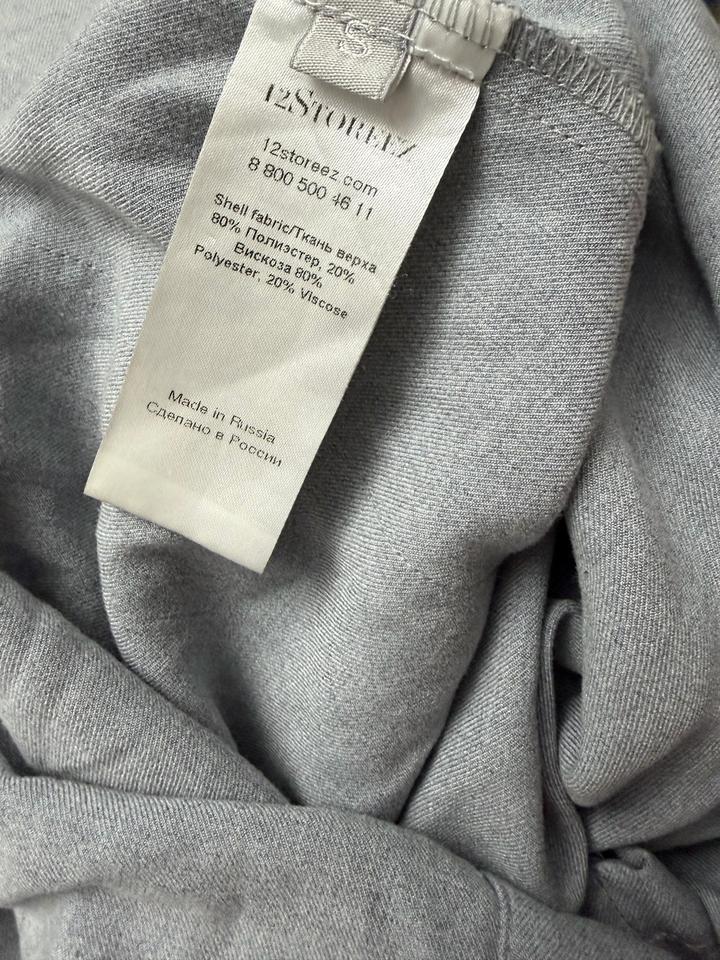 S
12STOREEZ
12storeez.com
8 800 500 46 11
Shell fabric/Ткань верха
80% Полиэстер, 20%
Вискоза 80%
Polyester, 20% Viscose
Made in Russia
Сделано в России